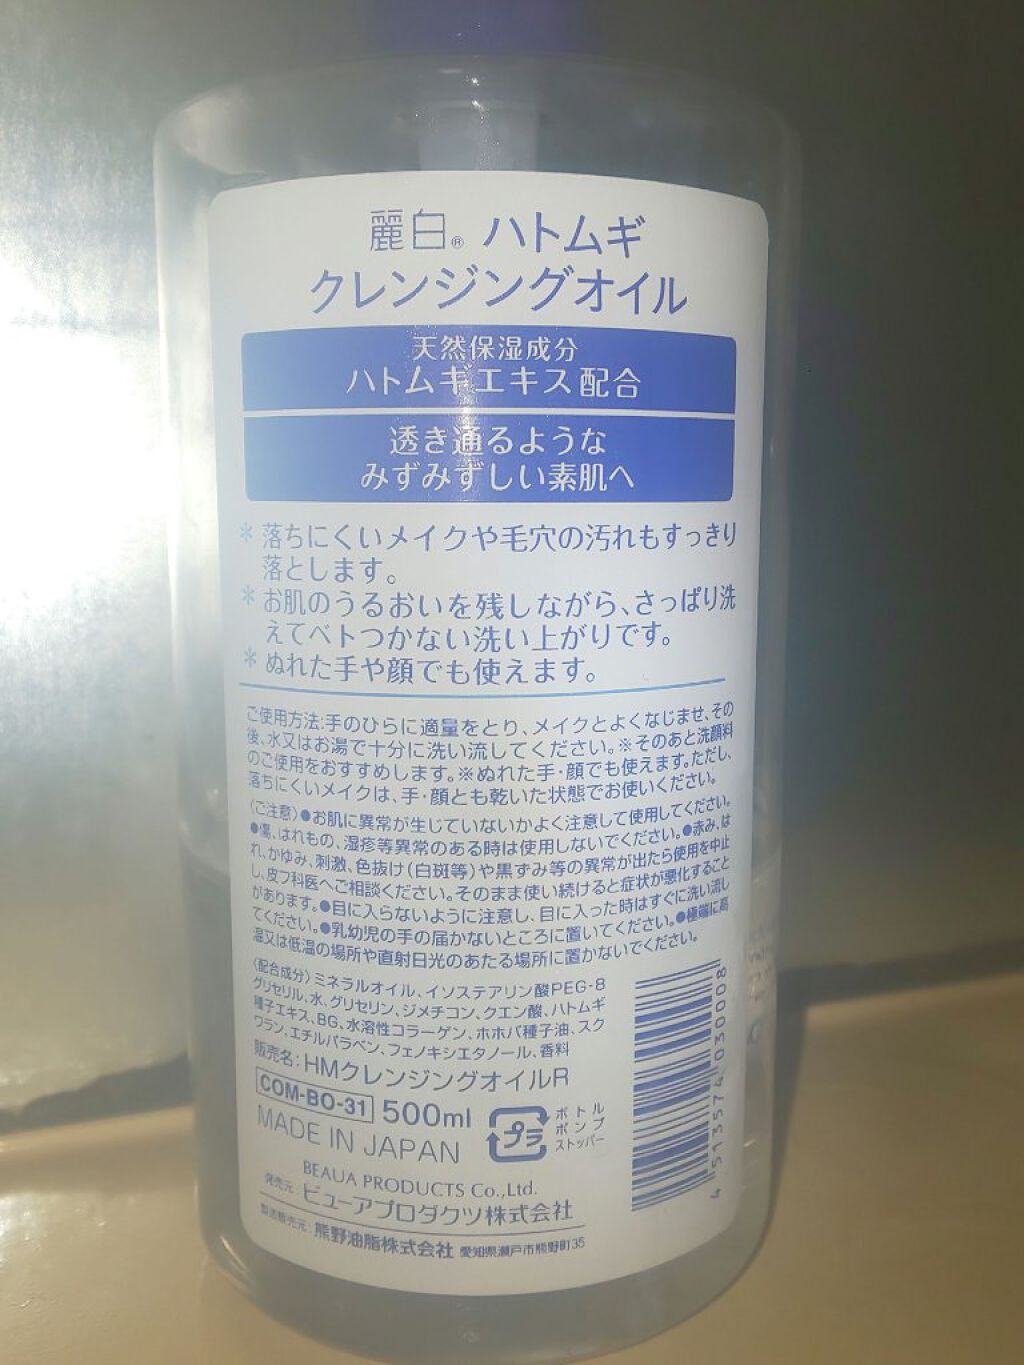 麗白® ハトムギ
クレンジングオイル
天然保湿成分
ハトムギエキス配合
透き通るような
みずみずしい素肌へ
＊落ちにくいメイクや毛穴の汚れもすっきり
落とします。
＊お肌のうるおいを残しながら、さっぱり洗
えてベトつかない洗い上がりです。
＊ぬれた手や顔でも使えます。
ご使用方法:手のひらに適量をとり、メイクとよくなじませ、その
後、水又はお湯で十分に洗い流してください。※そのあと洗顔料
のご使用をおすすめします。※ぬれた手・顔でも使えます。ただし、
落ちにくいメイクは、手・顔とも乾いた状態でお使いください。
〈ご注意〉●お肌に異常が生じていないかよく注意して使用してください。
●傷、はれもの、湿疹等異常のある時は使用しないでください。●赤み、は
れ、かゆみ、刺激、色抜け(白斑等)や黒ずみ等の異常が出たら使用を中止
し、皮フ科医へご相談ください。そのまま使い続けると症状が悪化すること
があります。●目に入らないように注意し、目に入った時はすぐに洗い流し
てください。●乳幼児の手の届かないところに置いてください。●極端に高
温又は低温の場所や直射日光のあたる場所に置かないでください。
〈配合成分〉ミネラルオイル、イソステアリン酸PEG-8
グリセリル、水、グリセリン、ジメチコン、クエン酸、ハトムギ
種子エキス、BG、水溶性コラーゲン、ホホバ種子油、スク
ワラン、エチルパラベン、フェノキシエタノール、香料
販売名:HMクレンジングオイルR
COM-BO-31 500ml
プラ
ボトル
ポンプ
ストッパー
MADE IN JAPAN
BEAUA PRODUCTS Co.,Ltd.
発売元 ビューアプロダクツ株式会社
製造販売元:熊野油脂株式会社 愛知県瀬戸市熊野町35
4 513574 030008